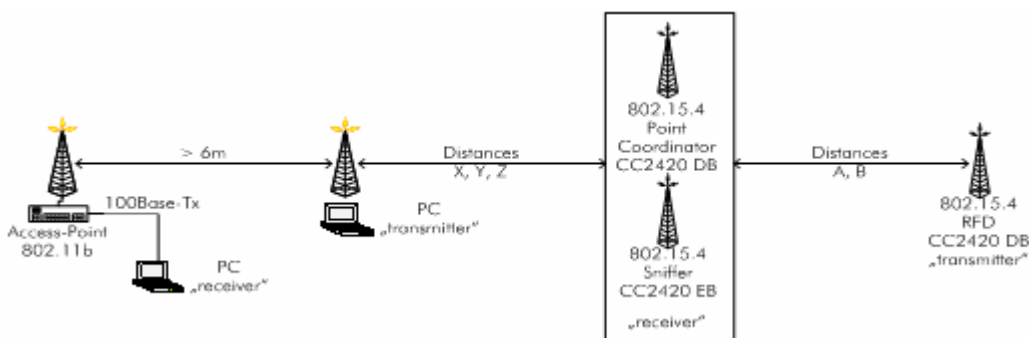 > 6m
100Base-Tx
Access-Point
802.11b
PC
„receiver“
PC
„transmitter“
Distances
X, Y, Z
802.15.4
Point
Coordinator
CC2420 DB
802.15.4
Sniffer
CC2420 EB
„receiver“
Distances
A, B
802.15.4
RFD
CC2420 DB
„transmitter“